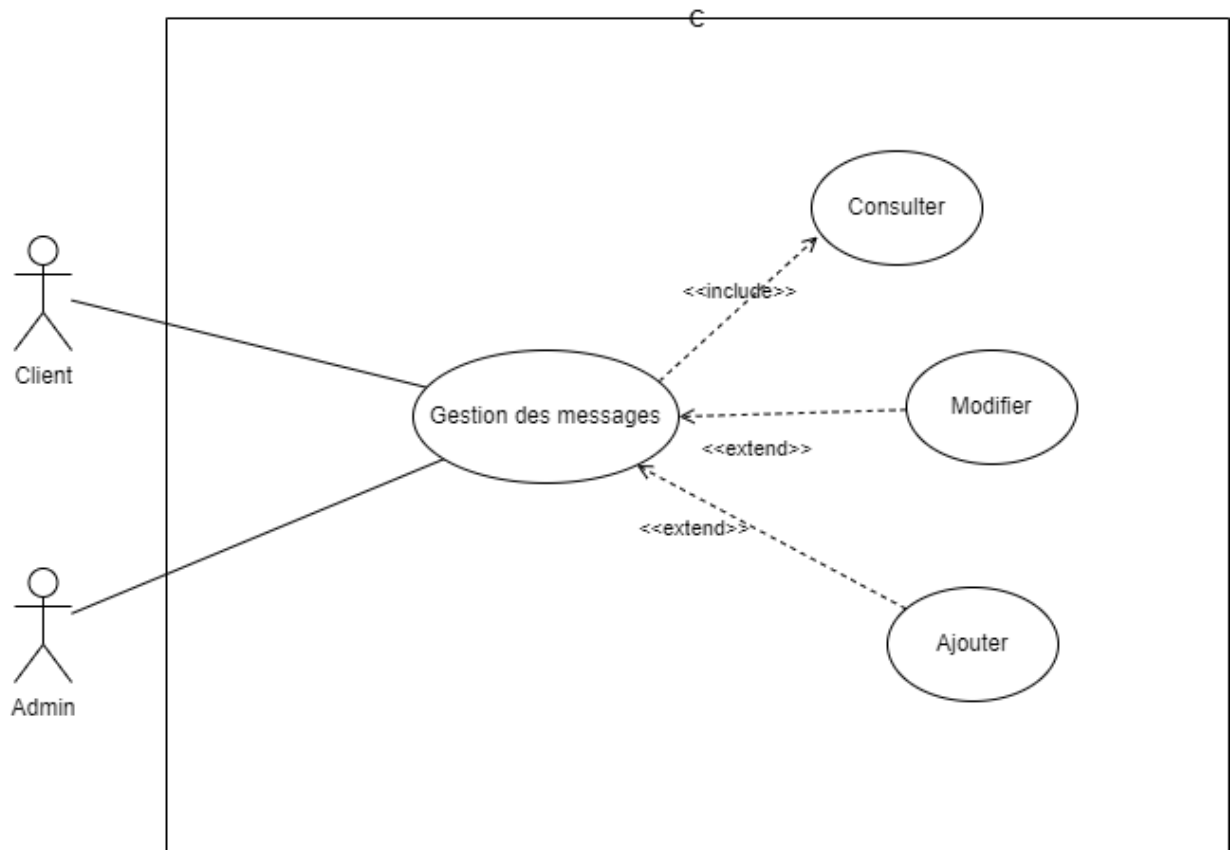 C
Consulter
<<include>>
Client
Modifier
Gestion des messages
<<extend>>
<<extend>>
Ajouter
Admin